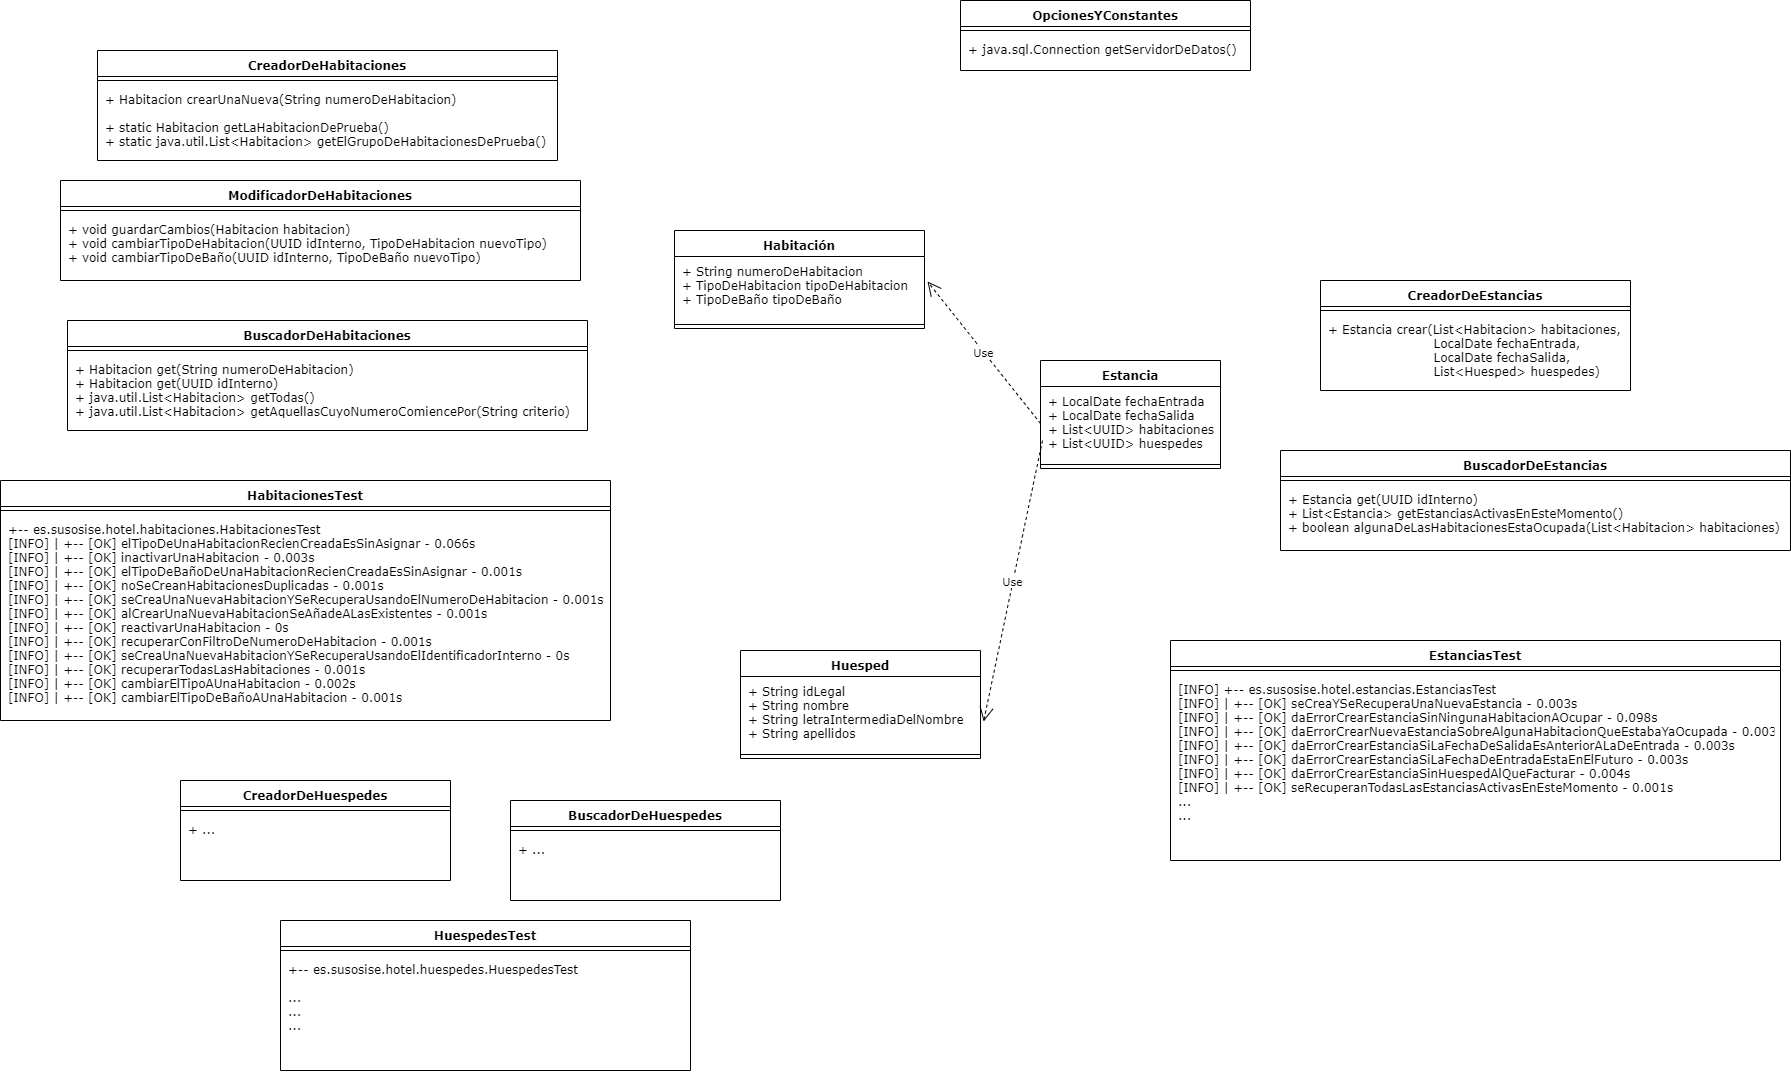 OpcionesYConstantes
+ java.sql.Connection getServidorDeDatos()
CreadorDeHabitaciones
+ Habitacion crearUnaNueva(String numeroDeHabitacion)
+ static Habitacion getLaHabitacionDePrueba()
+ static java.util.List<Habitacion> getElGrupoDeHabitacionesDePrueba()
ModificadorDeHabitaciones
+ void guardarCambios(Habitacion habitacion)
+ void cambiarTipoDeHabitacion(UUID idInterno, TipoDeHabitacion nuevoTipo)
+ void cambiarTipoDeBaño(UUID idInterno, TipoDeBaño nuevoTipo)
BuscadorDeHabitaciones
+ Habitacion get(String numeroDeHabitacion)
+ Habitacion get(UUID idInterno)
+ java.util.List<Habitacion> getTodas()
+ java.util.List<Habitacion> getAquellasCuyoNumeroComiencePor(String criterio)
Habitación
+ String numeroDeHabitacion
+ TipoDeHabitacion tipoDeHabitacion
+ TipoDeBaño tipoDeBaño
Use
Estancia
+ LocalDate fechaEntrada
+ LocalDate fechaSalida
+ List<UUID> habitaciones
+ List<UUID> huespedes
Use
CreadorDeEstancias
+ Estancia crear(List<Habitacion> habitaciones,
LocalDate fechaEntrada,
LocalDate fechaSalida,
List<Huesped> huespedes)
BuscadorDeEstancias
+ Estancia get(UUID idInterno)
+ List<Estancia> getEstanciasActivasEnEsteMomento()
+ boolean algunaDeLasHabitacionesEstaOcupada(List<Habitacion> habitaciones)
HabitacionesTest
+-- es.susosise.hotel.habitaciones.HabitacionesTest
[INFO] | +-- [OK] elTipoDeUnaHabitacionRecienCreadaEsSinAsignar - 0.066s
[INFO] | +-- [OK] inactivarUnaHabitacion - 0.003s
[INFO] | +-- [OK] elTipoDeBañoDeUnaHabitacionRecienCreadaEsSinAsignar - 0.001s
[INFO] | +-- [OK] noSeCreanHabitacionesDuplicadas - 0.001s
[INFO] | +-- [OK] seCreaUnaNuevaHabitacionYSeRecuperaUsandoElNumeroDeHabitacion - 0.001s
[INFO] | +-- [OK] alCrearUnaNuevaHabitacionSeAñadeALasExistentes - 0.001s
[INFO] | +-- [OK] reactivarUnaHabitacion - 0s
[INFO] | +-- [OK] recuperarConFiltroDeNumeroDeHabitacion - 0.001s
[INFO] | +-- [OK] seCreaUnaNuevaHabitacionYSeRecuperaUsandoElIdentificadorInterno - 0s
[INFO] | +-- [OK] recuperarTodasLasHabitaciones - 0.001s
[INFO] | +-- [OK] cambiarElTipoAUnaHabitacion - 0.002s
[INFO] | +-- [OK] cambiarElTipoDeBañoAUnaHabitacion - 0.001s
Huesped
+ String idLegal
+ String nombre
+ String letraIntermediaDelNombre
+ String apellidos
EstanciasTest
[INFO] +-- es.susosise.hotel.estancias.EstanciasTest
[INFO] | +-- [OK] seCreaYSeRecuperaUnaNuevaEstancia - 0.003s
[INFO] | +-- [OK] daErrorCrearEstanciaSinNingunaHabitacionAOcupar - 0.098s
[INFO] | +-- [OK] daErrorCrearNuevaEstanciaSobreAlgunaHabitacionQueEstabaYaOcupada - 0.003
[INFO] | +-- [OK] daErrorCrearEstanciaSiLaFechaDeSalidaEsAnteriorALaDeEntrada - 0.003s
[INFO] | +-- [OK] daErrorCrearEstanciaSiLaFechaDeEntradaEstaEnElFuturo - 0.003s
[INFO] | +-- [OK] daErrorCrearEstanciaSinHuespedAlQueFacturar - 0.004s
[INFO] | +-- [OK] seRecuperanTodasLasEstanciasActivasEnEsteMomento - 0.001s
...
...
CreadorDeHuespedes
+ ...
BuscadorDeHuespedes
+ ...
HuespedesTest
+-- es.susosise.hotel.huespedes.HuespedesTest
...
...
...